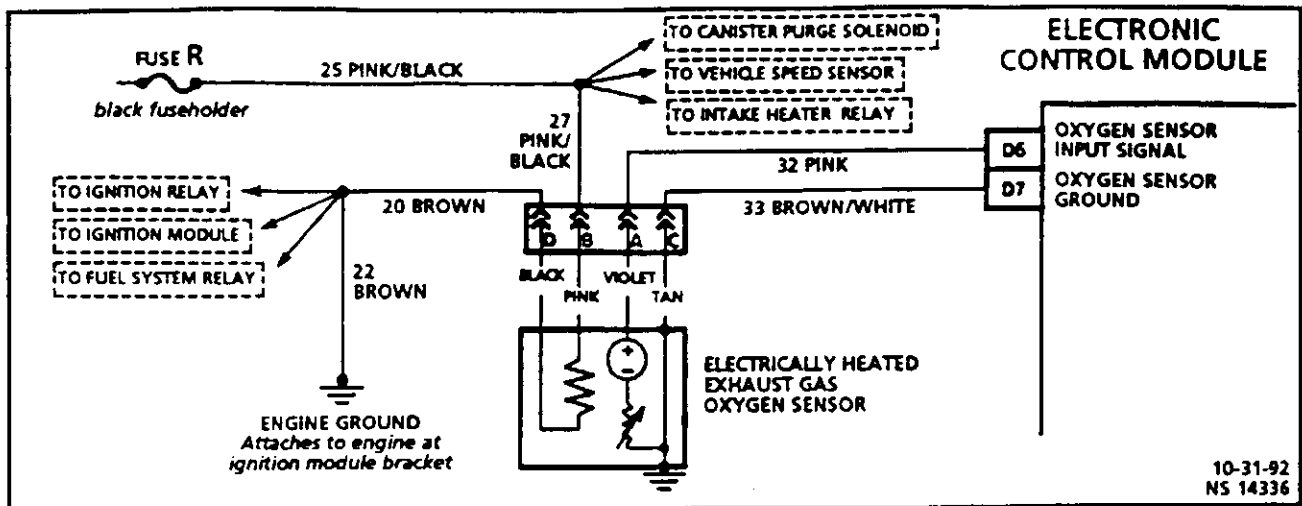 FUSE R
black fuseholder
25 PINK/BLACK
TO CANISTER PURGE SOLENOID
TO VEHICLE SPEED SENSOR
TO INTAKE HEATER RELAY
ELECTRONIC
CONTROL MODULE
27
PINK/
BLACK
32 PINK
D6
OXYGEN SENSOR
INPUT SIGNAL
33 BROWN/WHITE
D7
OXYGEN SENSOR
GROUND
TO IGNITION RELAY
TO IGNITION MODULE
TO FUEL SYSTEM RELAY
20 BROWN
22
BROWN
D B A C
BLACK
PINK
VIOLET
TAN
+
-
ELECTRICALLY HEATED
EXHAUST GAS
OXYGEN SENSOR
ENGINE GROUND
Attaches to engine at
ignition module bracket
10-31-92
NS 14336